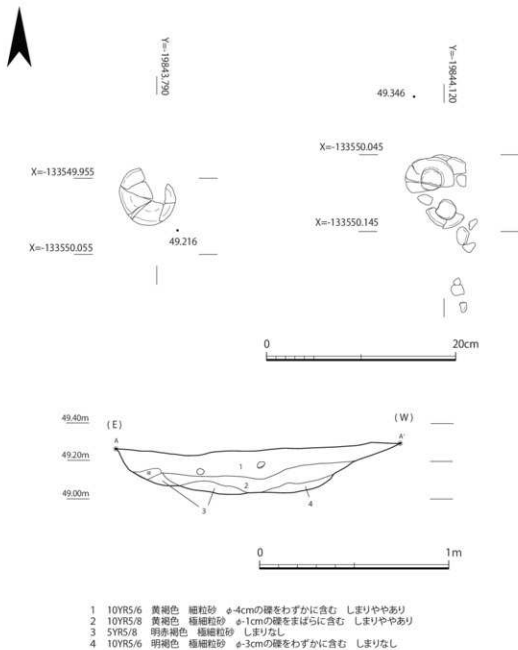 Y=-19843.790
Y=-19844.120
49.346
X=-133549.955
X=-133550.045
49.216
X=-133550.055
X=-133550.145
0 20cm
49.40m
(E)
(W)
A
A'
49.20m
1
2
49.00m
3
4
0 1m
1 10YR5/6 黄褐色 細粒砂 φ-4cmの礫をわずかに含む しまりややあり
2 10YR5/8 黄褐色 極細粒砂 φ-1cmの礫をまばらに含む しまりややあり
3 5YR5/8 明赤褐色 極細粒砂 しまりなし
4 10YR5/6 明褐色 極細粒砂 φ-3cmの礫をわずかに含む しまりなし